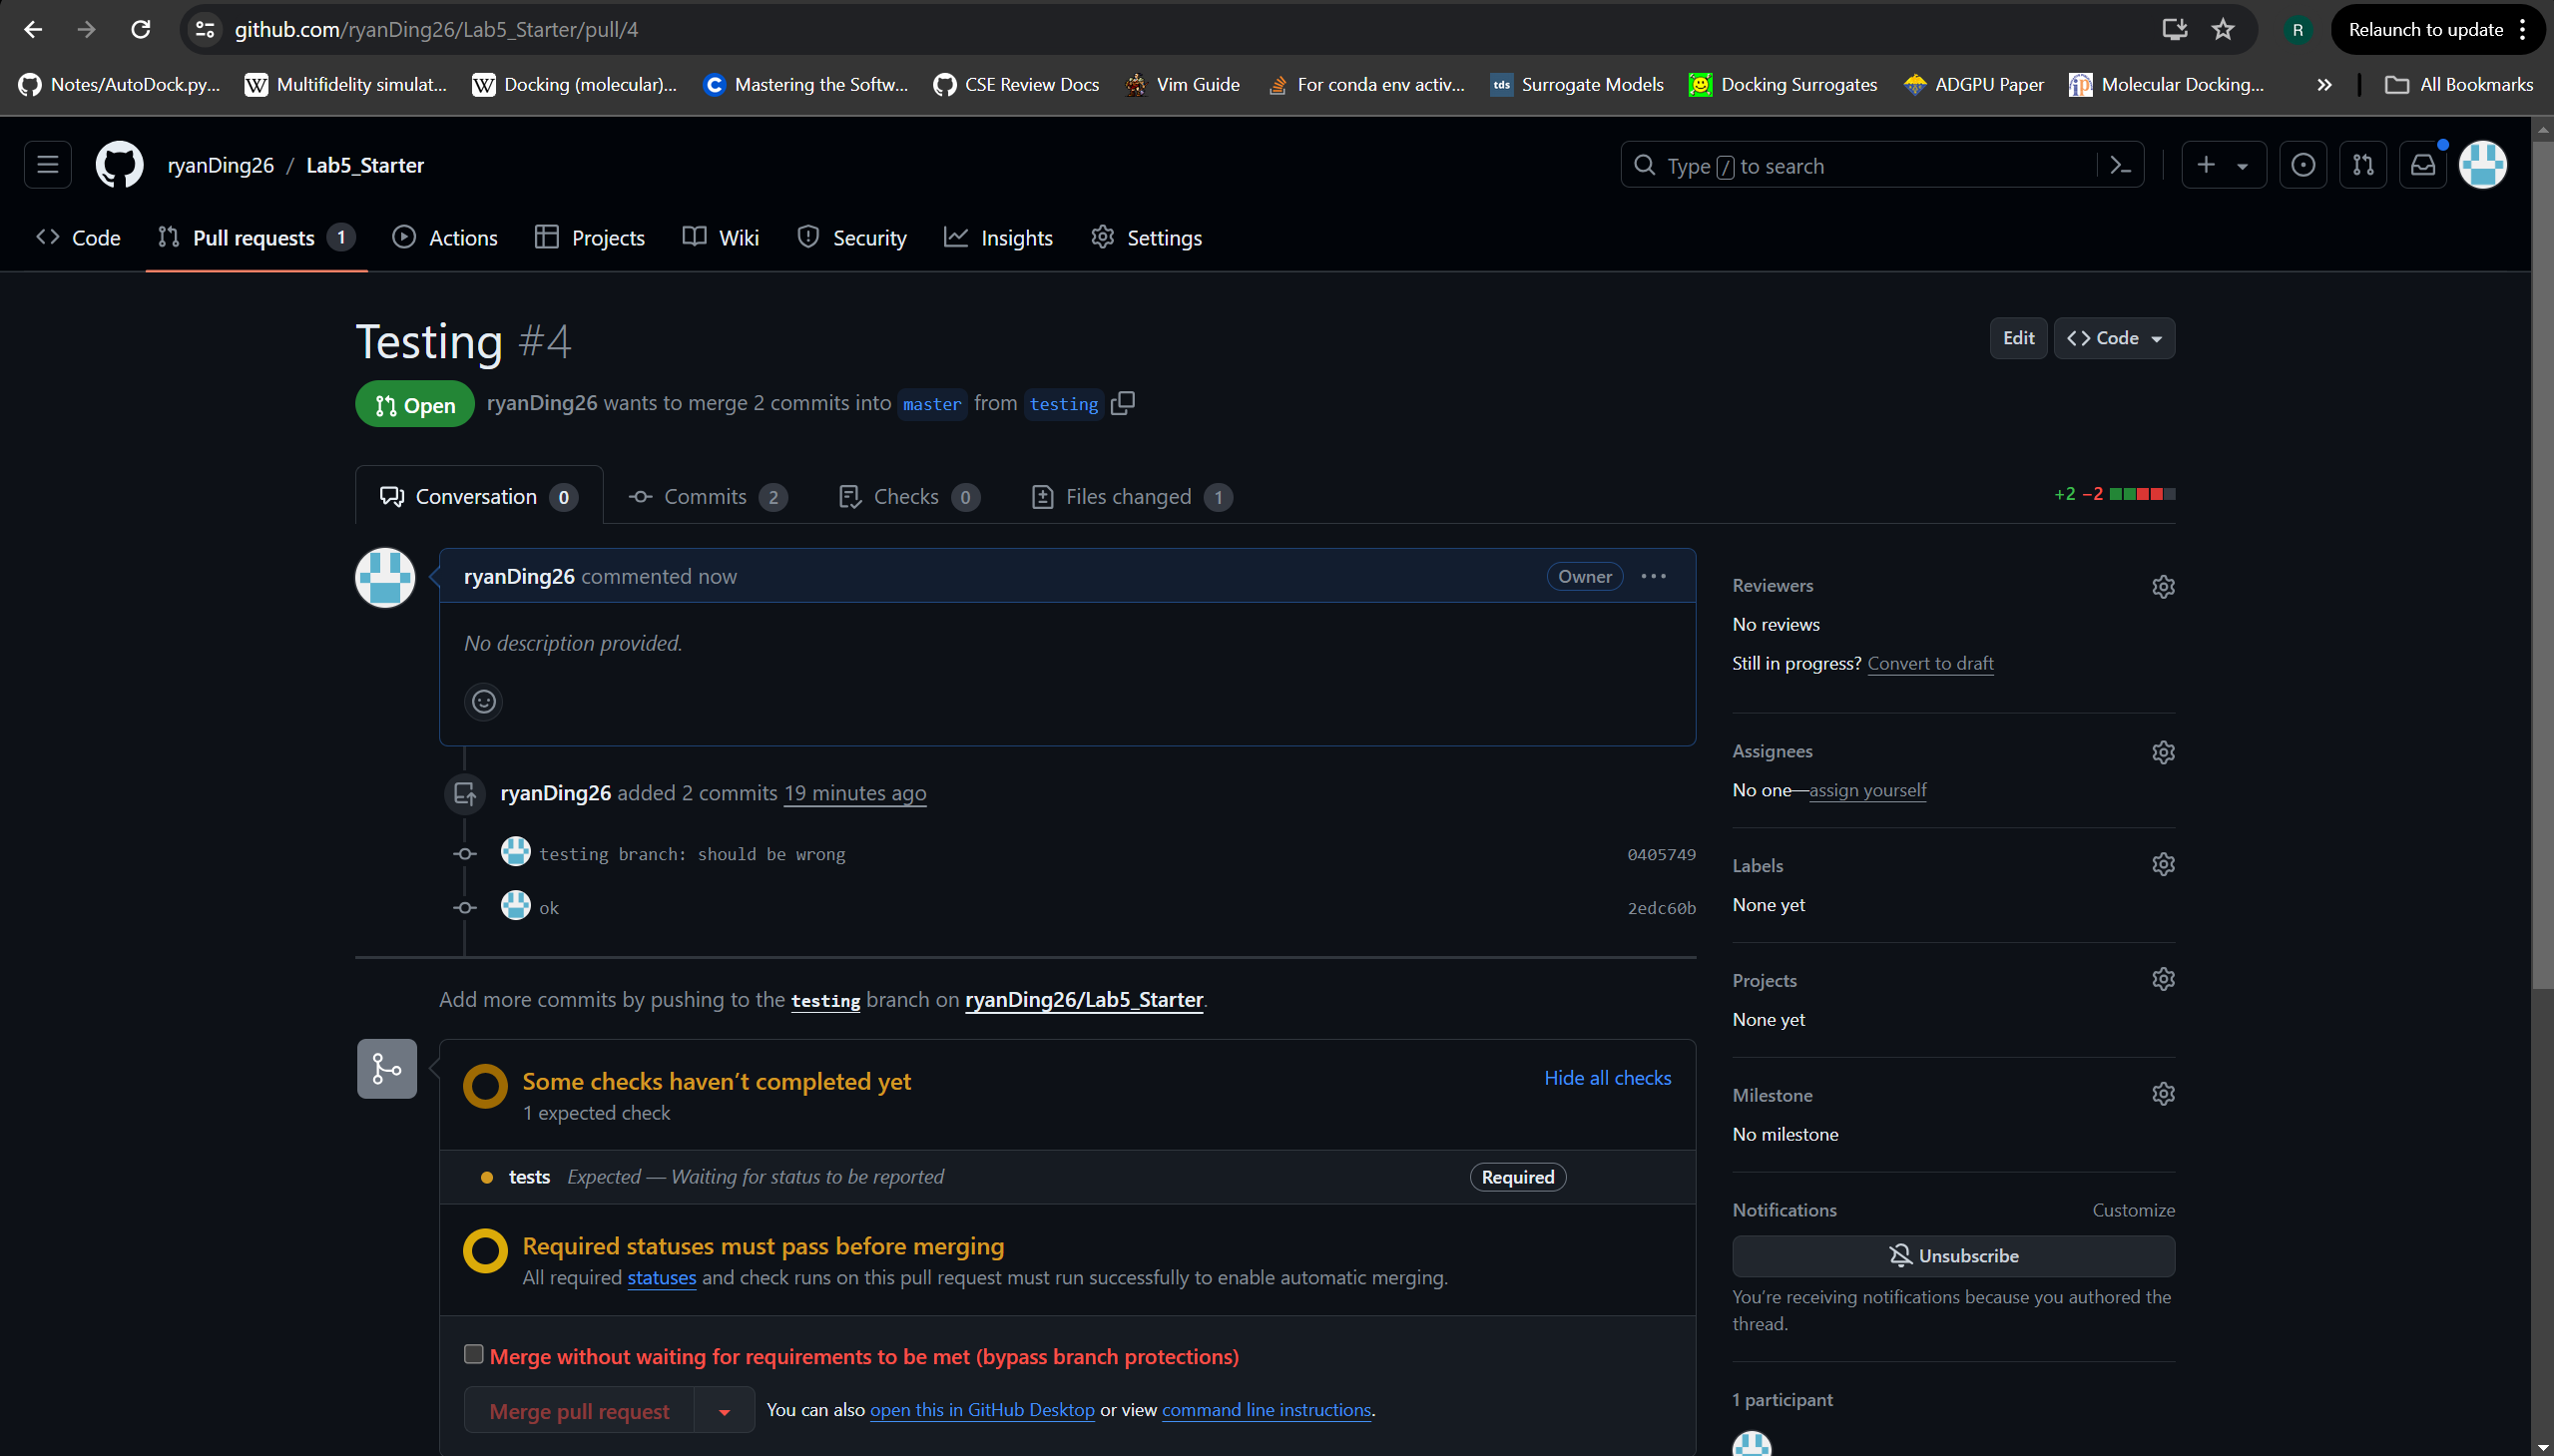 github.com/ryanDing26/Lab5_Starter/pull/4
R
Relaunch to update
Notes/AutoDock.py...
Multifidelity simulat...
Docking (molecular)...
Mastering the Softw...
CSE Review Docs
Vim Guide
For conda env activ...
tds
Surrogate Models
Docking Surrogates
ADGPU Paper
Molecular Docking...
All Bookmarks
ryanDing26 / Lab5_Starter
Type / to search
Code
Pull requests 1
Actions
Projects
Wiki
Security
Insights
Settings
Testing #4
Edit
Code
Open
ryanDing26 wants to merge 2 commits into master from testing
Conversation 0
Commits 2
Checks 0
Files changed 1
+2 −2
ryanDing26 commented now
Owner
No description provided.
ryanDing26 added 2 commits 19 minutes ago
testing branch: should be wrong
0405749
ok
2edc60b
Add more commits by pushing to the testing branch on ryanDing26/Lab5_Starter.
Some checks haven’t completed yet
1 expected check
Hide all checks
tests Expected — Waiting for status to be reported
Required
Required statuses must pass before merging
All required statuses and check runs on this pull request must run successfully to enable automatic merging.
Merge without waiting for requirements to be met (bypass branch protections)
Merge pull request
You can also open this in GitHub Desktop or view command line instructions.
Reviewers
No reviews
Still in progress? Convert to draft
Assignees
No one—assign yourself
Labels
None yet
Projects
None yet
Milestone
No milestone
Notifications
Customize
Unsubscribe
You’re receiving notifications because you authored the
thread.
1 participant